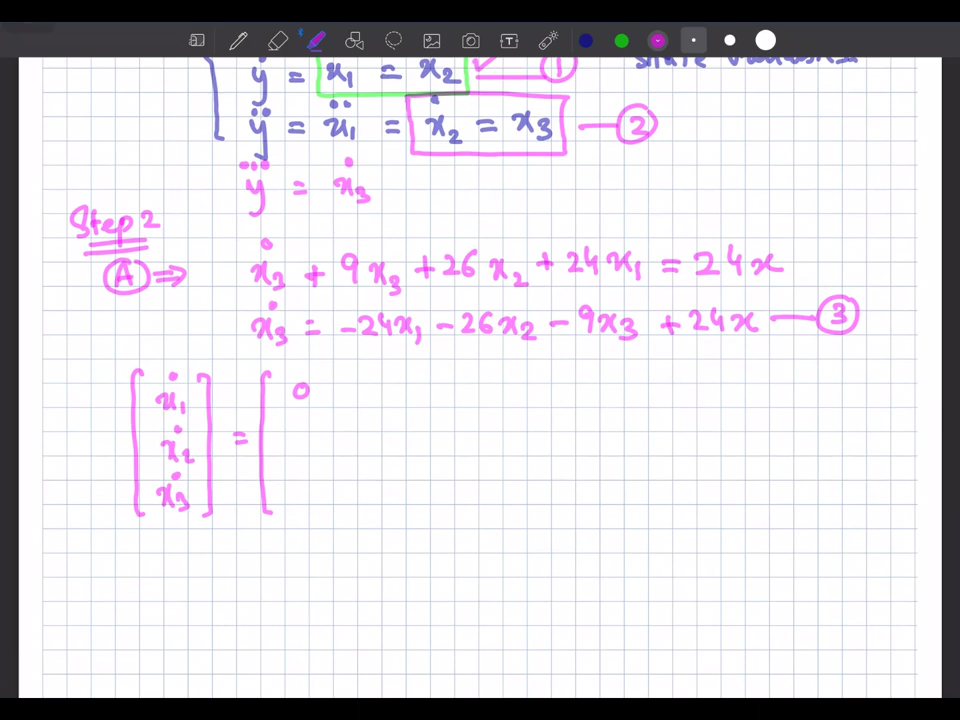 ẏ = ẋ₁ = x₂ ✓ — ①
ÿ = ẍ₁ = ẋ₂ = x₃ — ②
y⃛ = ẋ₃
Step 2
Ⓐ ⇒ ẋ₃ + 9x₃ + 26x₂ + 24x₁ = 24x
ẋ₃ = -24x₁ - 26x₂ - 9x₃ + 24x — ③
[ẋ₁ = [0
ẋ₂
ẋ₃]